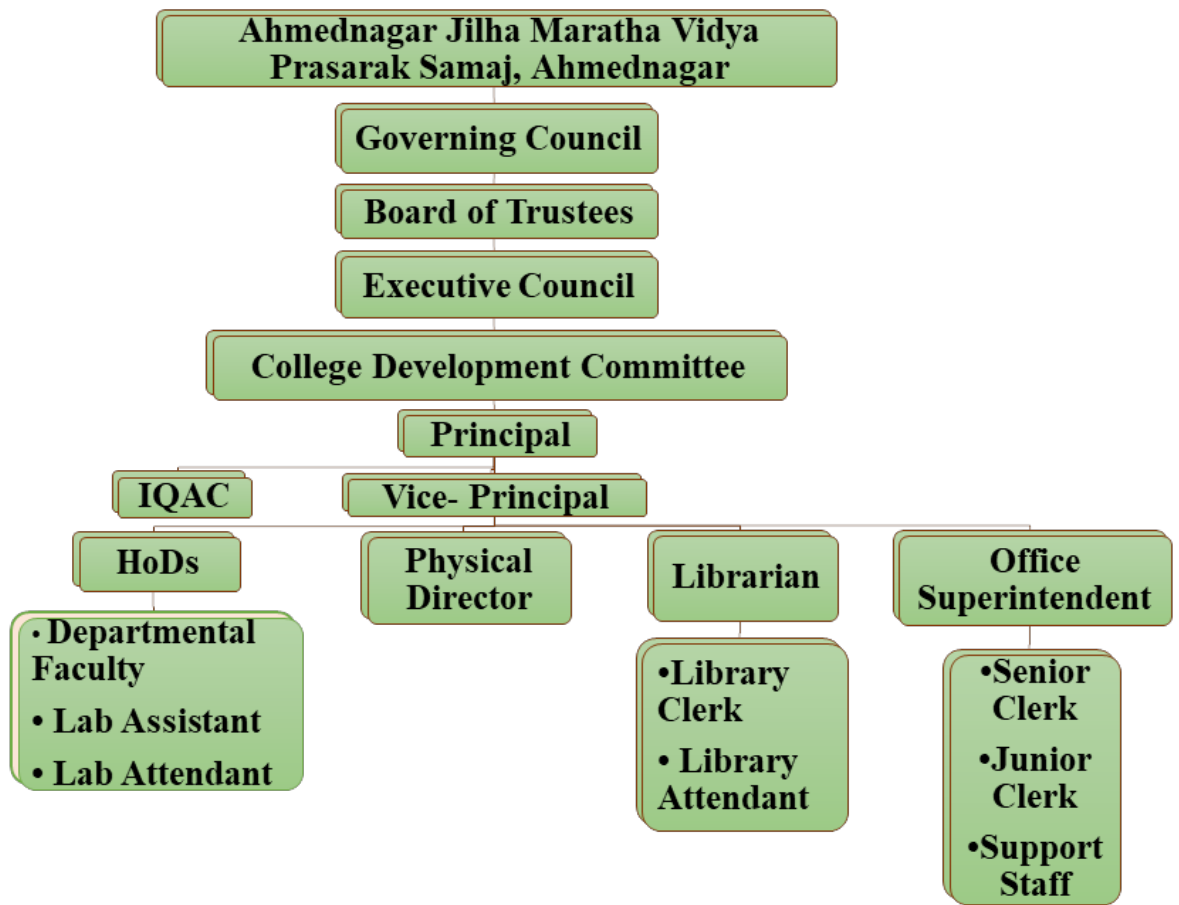 Ahmednagar Jilha Maratha Vidya
Prasarak Samaj, Ahmednagar
Governing Council
Board of Trustees
Executive Council
College Development Committee
Principal
IQAC
Vice- Principal
HoDs
Physical
Director
Librarian
Office
Superintendent
• Departmental
Faculty
• Lab Assistant
• Lab Attendant
•Library
Clerk
• Library
Attendant
•Senior
Clerk
•Junior
Clerk
•Support
Staff